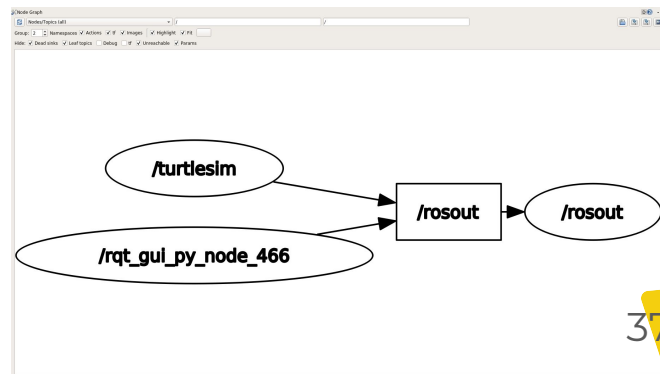 Node Graph
Nodes/Topics (all) / /
Group: 2 Namespaces Actions tf Images Highlight Fit
Hide: Dead sinks Leaf topics Debug tf Unreachable Params
/turtlesim
/rosout /rosout
/rqt_gui_py_node_466
37